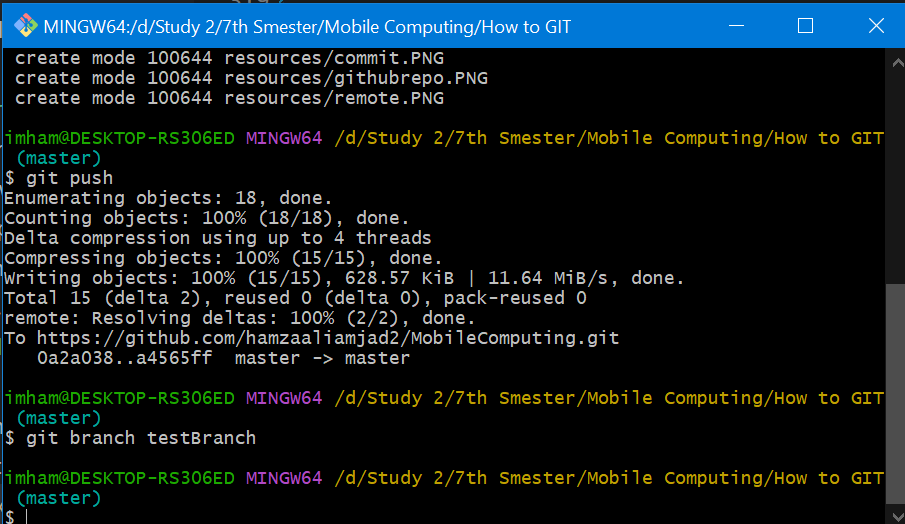 MINGW64:/d/Study 2/7th Smester/Mobile Computing/How to GIT
create mode 100644 resources/commit.PNG
create mode 100644 resources/githubrepo.PNG
create mode 100644 resources/remote.PNG
imham@DESKTOP-RS306ED MINGW64 /d/Study 2/7th Smester/Mobile Computing/How to GIT
(master)
$ git push
Enumerating objects: 18, done.
Counting objects: 100% (18/18), done.
Delta compression using up to 4 threads
Compressing objects: 100% (15/15), done.
Writing objects: 100% (15/15), 628.57 KiB | 11.64 MiB/s, done.
Total 15 (delta 2), reused 0 (delta 0), pack-reused 0
remote: Resolving deltas: 100% (2/2), done.
To https://github.com/hamzaaliamjad2/MobileComputing.git
0a2a038..a4565ff  master -> master
imham@DESKTOP-RS306ED MINGW64 /d/Study 2/7th Smester/Mobile Computing/How to GIT
(master)
$ git branch testBranch
imham@DESKTOP-RS306ED MINGW64 /d/Study 2/7th Smester/Mobile Computing/How to GIT
(master)
$